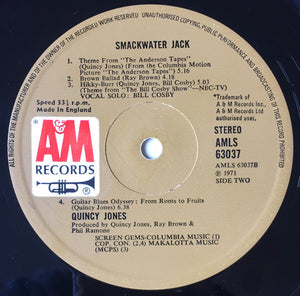 ALL RIGHTS OF THE MANUFACTURER AND OF THE OWNER OF THE RECORDED WORK RESERVED. UNAUTHORISED COPYING, PUBLIC PERFORMANCE AND BROADCASTING OF THIS RECORD PROHIBITED.
SMACKWATER JACK
1. Theme From "The Anderson Tapes"
(Quincy Jones) (From the Columbia Motion
Picture "The Anderson Tapes") 5.16
2. Brown Ballad (Ray Brown) 4.20
3. Hikky-Burr (Quincy Jones, Bill Cosby) 5.03
(Theme from "The Bill Cosby Show"—NBC-TV)
VOCAL SOLO: BILL COSBY
Speed 33⅓ r.p.m.
Made in England
*Trademark of
A & M Records Inc.,
A & M Records Ltd
authorised user.
A&M
RECORDS
STEREO
AMLS
63037
AMLS 63037B
℗ 1971
SIDE TWO
4. Guitar Blues Odyssey: From Roots to Fruits
(Quincy Jones) 6.38
QUINCY JONES
Produced by Quincy Jones, Ray Brown &
Phil Ramone
SCREEN GEMS-COLUMBIA MUSIC (1)
COP. CON. (2,4) MAKALOTTA MUSIC
(MCPS) (3)